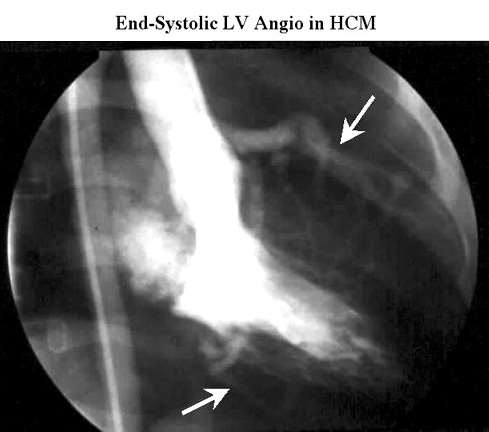 End-Systolic LV Angio in HCM